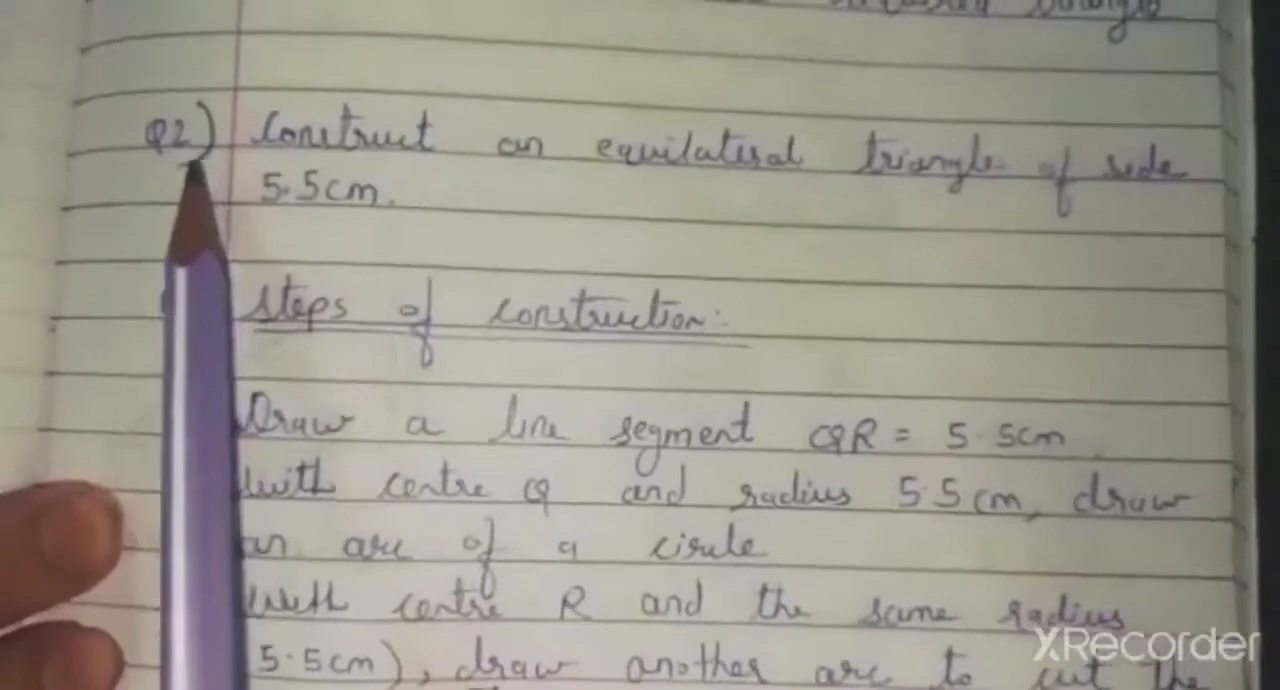 triangle
Q2) Construct an equilateral triangle of side
5.5cm.
Steps of construction:
Draw a line segment QR = 5.5cm
With centre Q and radius 5.5cm, draw
an arc of a circle
With centre R and the same radius
5.5cm), draw another arc to cut the
XRecorder